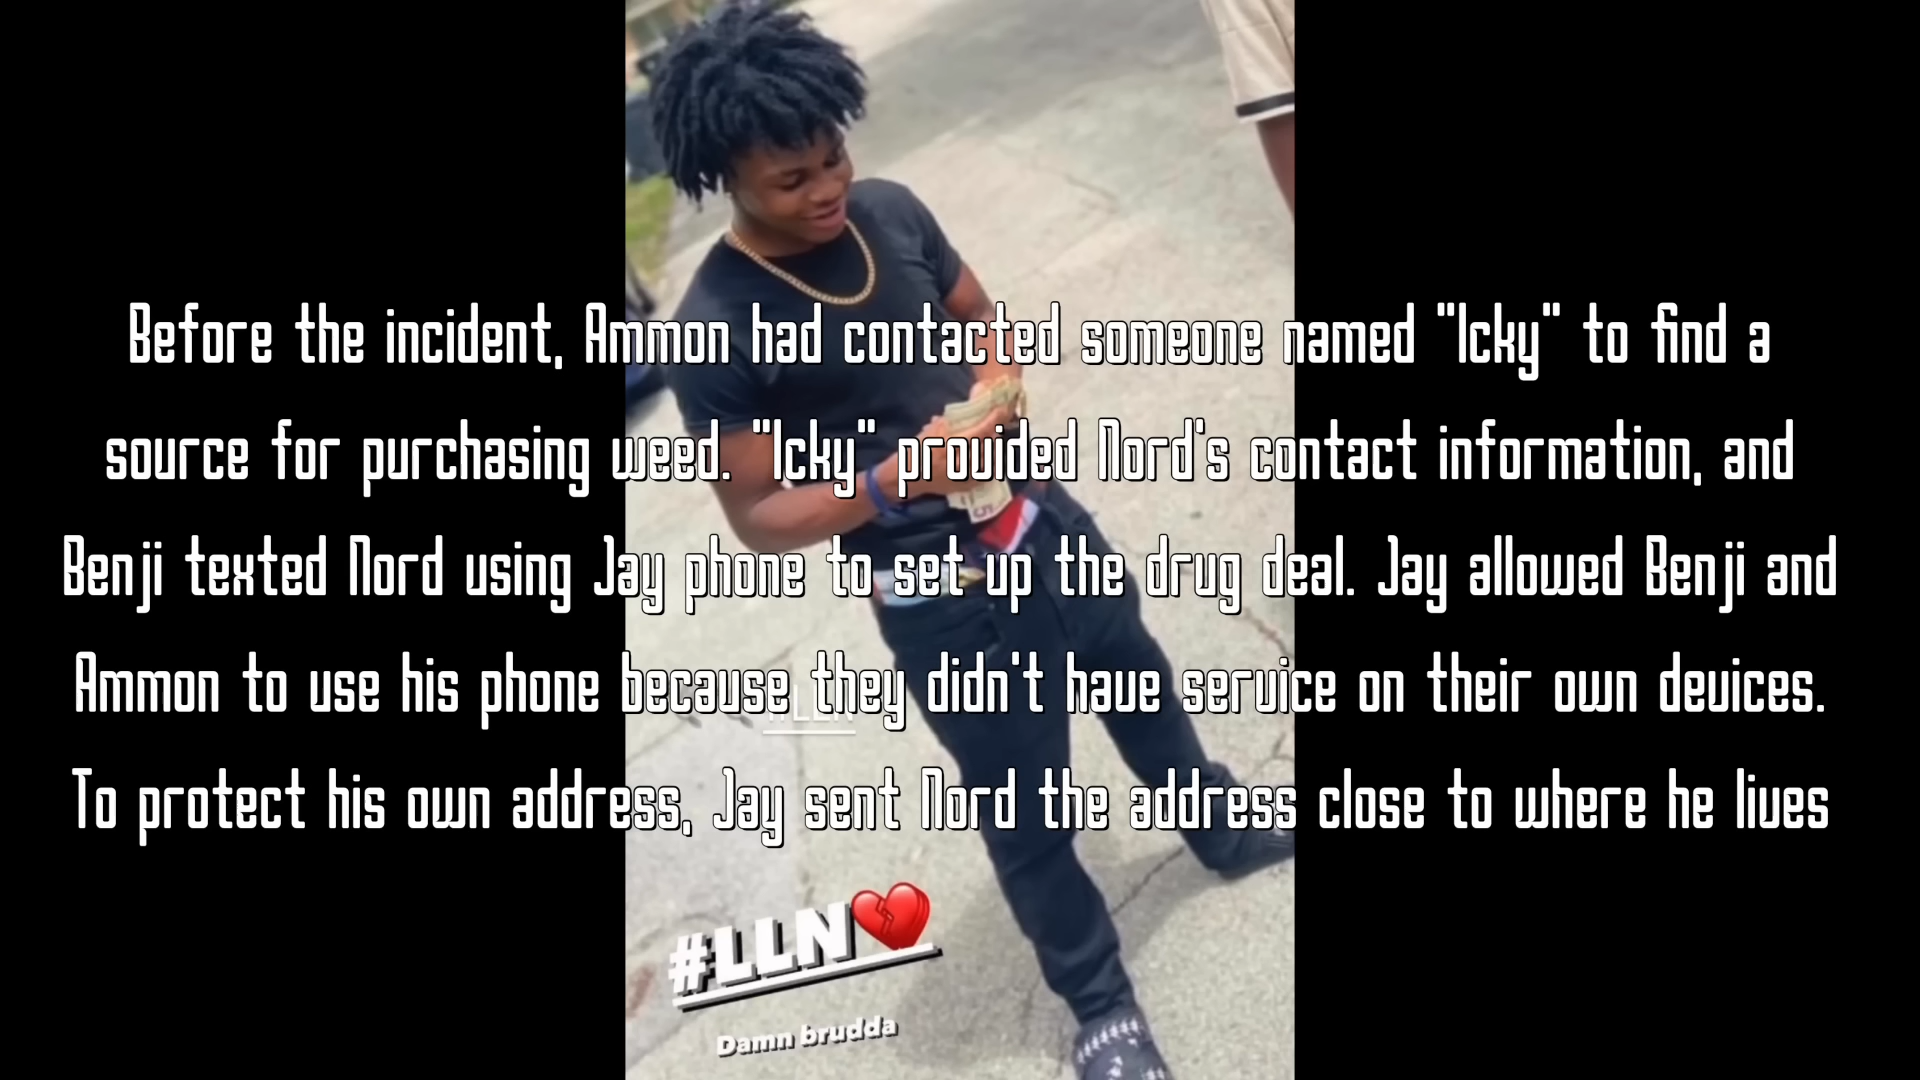 Before the incident, Ammon had contacted someone named "Icky" to find a
source for purchasing weed. "Icky" provided Nord's contact information, and
Benji texted Nord using Jay phone to set up the drug deal. Jay allowed Benji and
Ammon to use his phone because they didn't have service on their own devices.
To protect his own address, Jay sent Nord the address close to where he lives
#LLN💔
Damn brudda